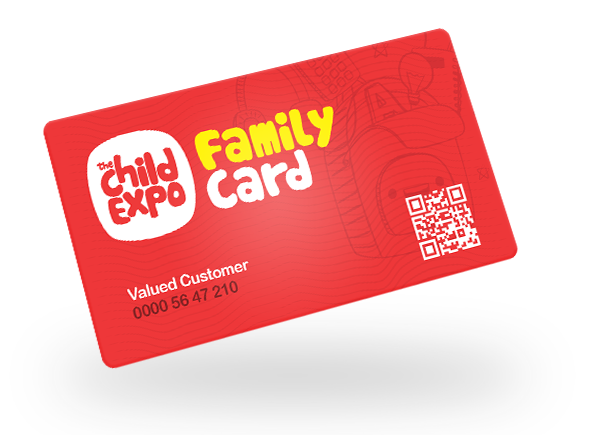 the
Child
EXPO
Family
Card
Valued Customer
0000 56 47 210